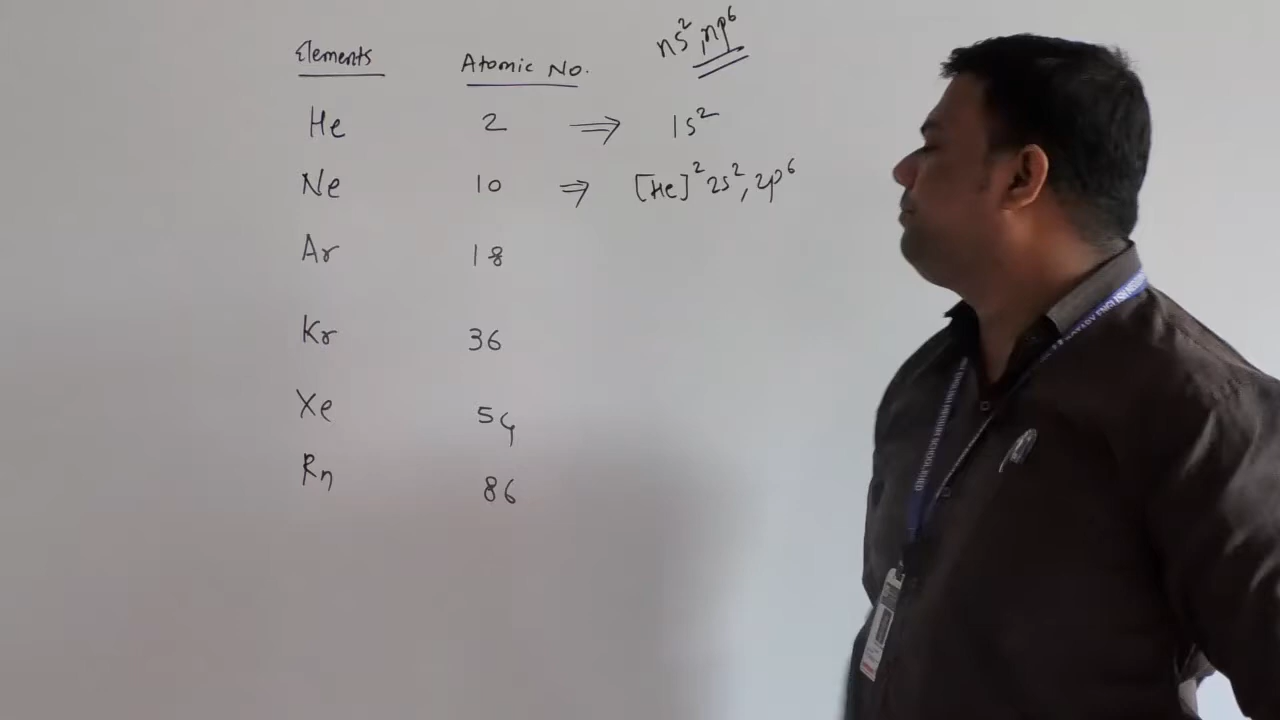 ns², np⁶
Elements Atomic No.
He 2 ⇒ 1s²
Ne 10 ⇒ [He]² 2s², 2p⁶
Ar 18
Kr 36
Xe 54
Rn 86